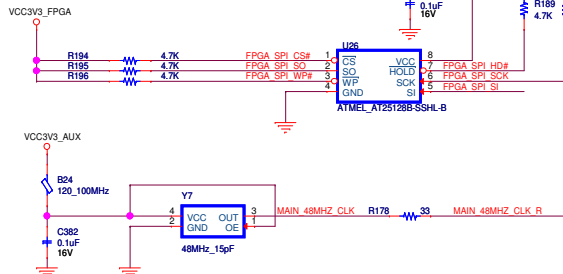 VCC3V3_FPGA
0.1uF
16V
R189
4.7K
U26
R194 4.7K FPGA_SPI_CS# 1 CS VCC 8
R195 4.7K FPGA_SPI_SO 2 SO HOLD 7 FPGA_SPI_HD#
R196 4.7K FPGA_SPI_WP# 3 WP SCK 6 FPGA_SPI_SCK
4 GND SI 5 FPGA_SPI_SI
ATMEL_AT25128B-SSHL-B
VCC3V3_AUX
B24
120_100MHz
Y7
4 VCC OUT 3 MAIN_48MHZ_CLK R178 33 MAIN_48MHZ_CLK_R
2 GND OE 1
48MHz_15pF
C382
0.1uF
16V